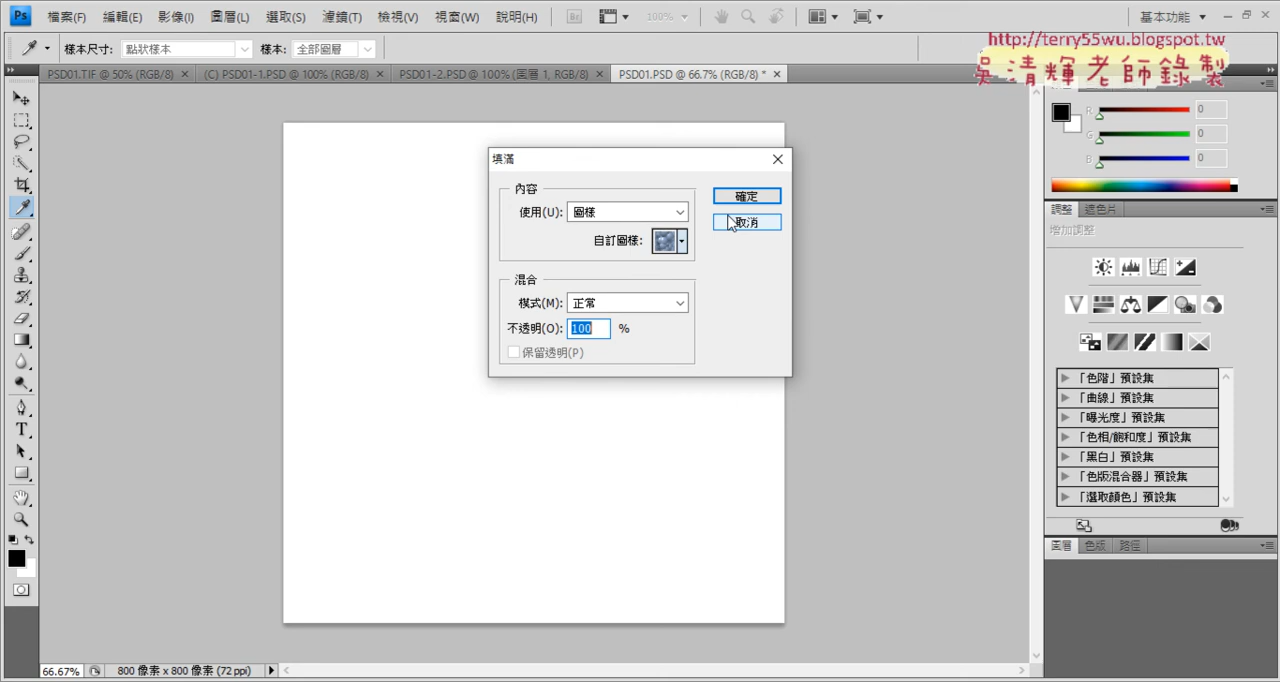 Ps 檔案(F) 編輯(E) 影像(I) 圖層(L) 選取(S) 濾鏡(T) 檢視(V) 視窗(W) 說明(H) Br 100% 基本功能
http://terry55wu.blogspot.tw
吳清輝老師錄製
樣本尺寸: 點狀樣本 樣本: 全部圖層
PSD01.TIF @ 50% (RGB/8) (C) PSD01-1.PSD @ 100% (RGB/8) PSD01-2.PSD @ 100% (圖層 1, RGB/8) PSD01.PSD @ 66.7% (RGB/8) *
R 0
G 0
B 0
填滿
內容
使用(U): 圖樣
自訂圖樣:
確定
取消
混合
模式(M): 正常
不透明(O): 100 %
保留透明(P)
調整 遮色片
增加調整
「色階」預設集
「曲線」預設集
「曝光度」預設集
「色相/飽和度」預設集
「黑白」預設集
「色版混合器」預設集
「選取顏色」預設集
圖層 色版 路徑
T
66.67% 800 像素 x 800 像素 (72 ppi)